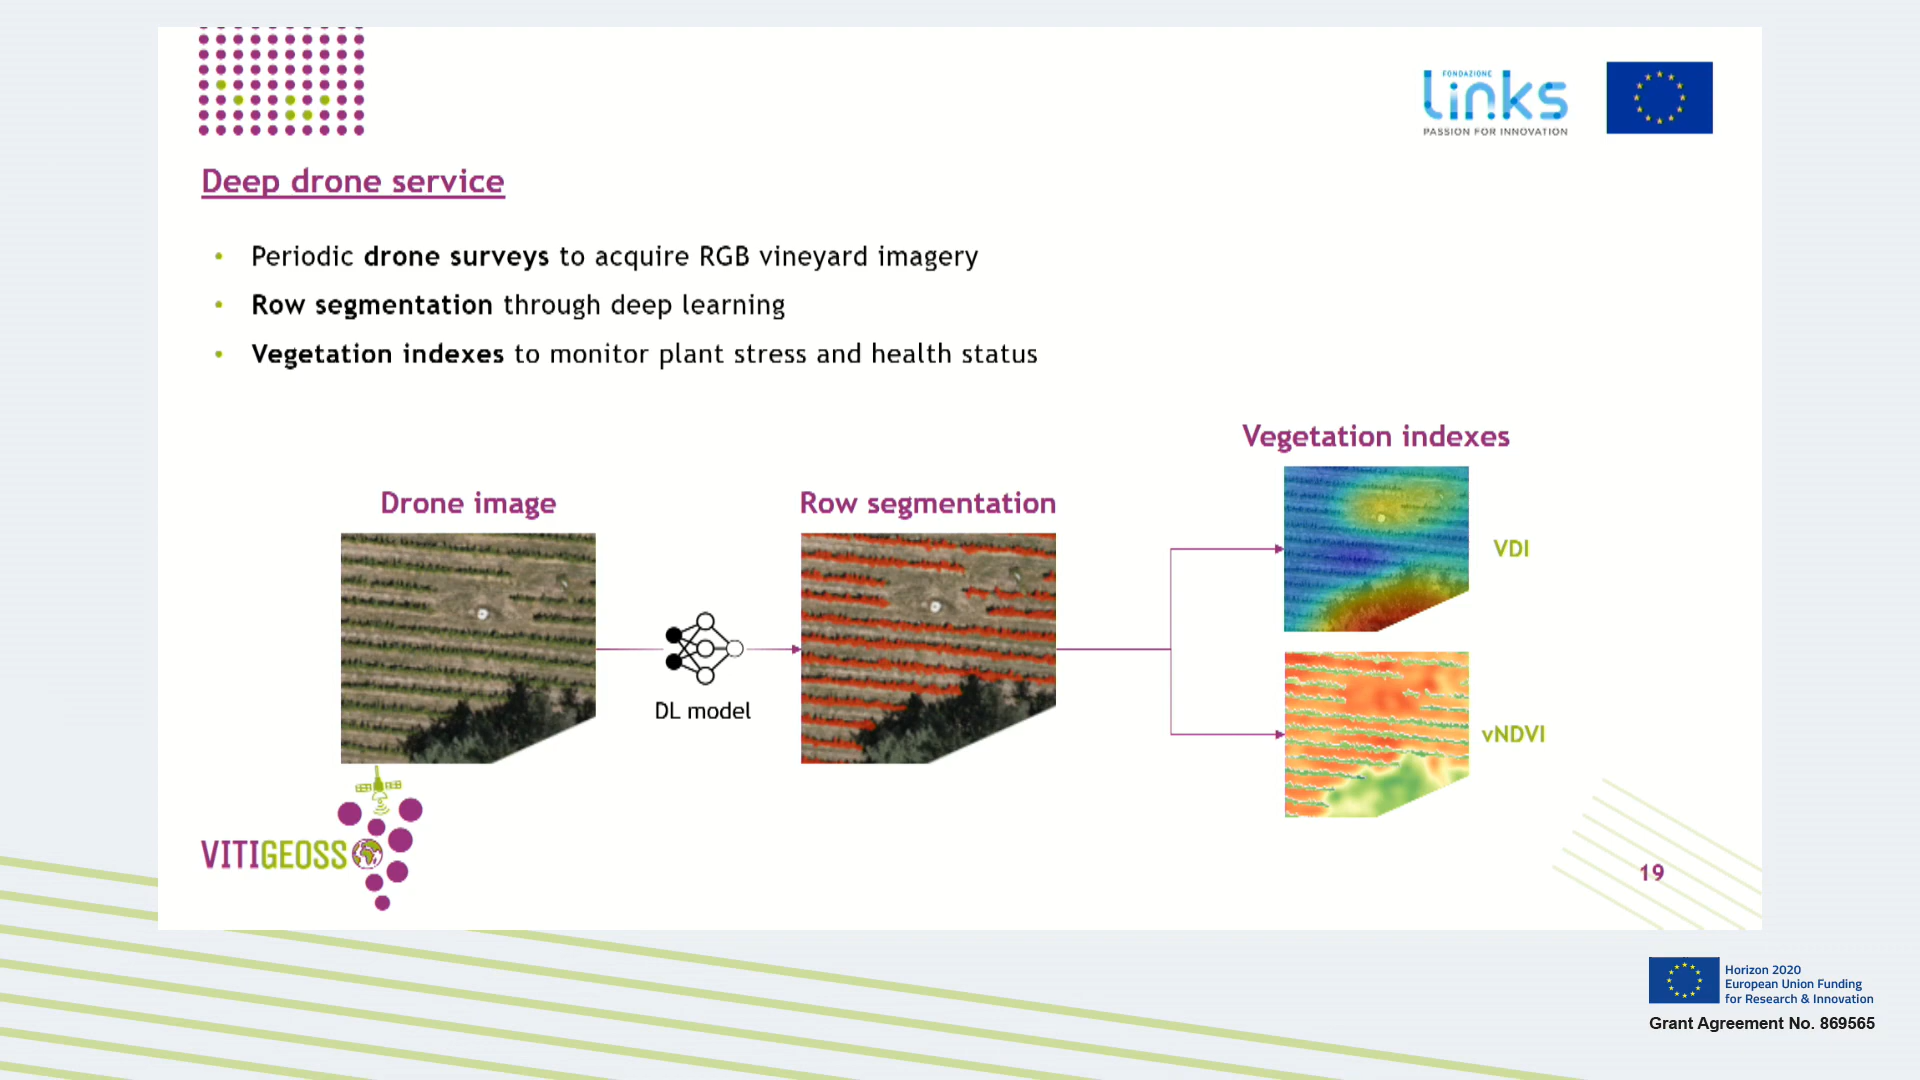 FONDAZIONE
links
PASSION FOR INNOVATION
Deep drone service
• Periodic drone surveys to acquire RGB vineyard imagery
• Row segmentation through deep learning
• Vegetation indexes to monitor plant stress and health status
Vegetation indexes
Drone image
Row segmentation
VDI
DL model
vNDVI
VITIGEOSS
19
Horizon 2020
European Union Funding
for Research & Innovation
Grant Agreement No. 869565